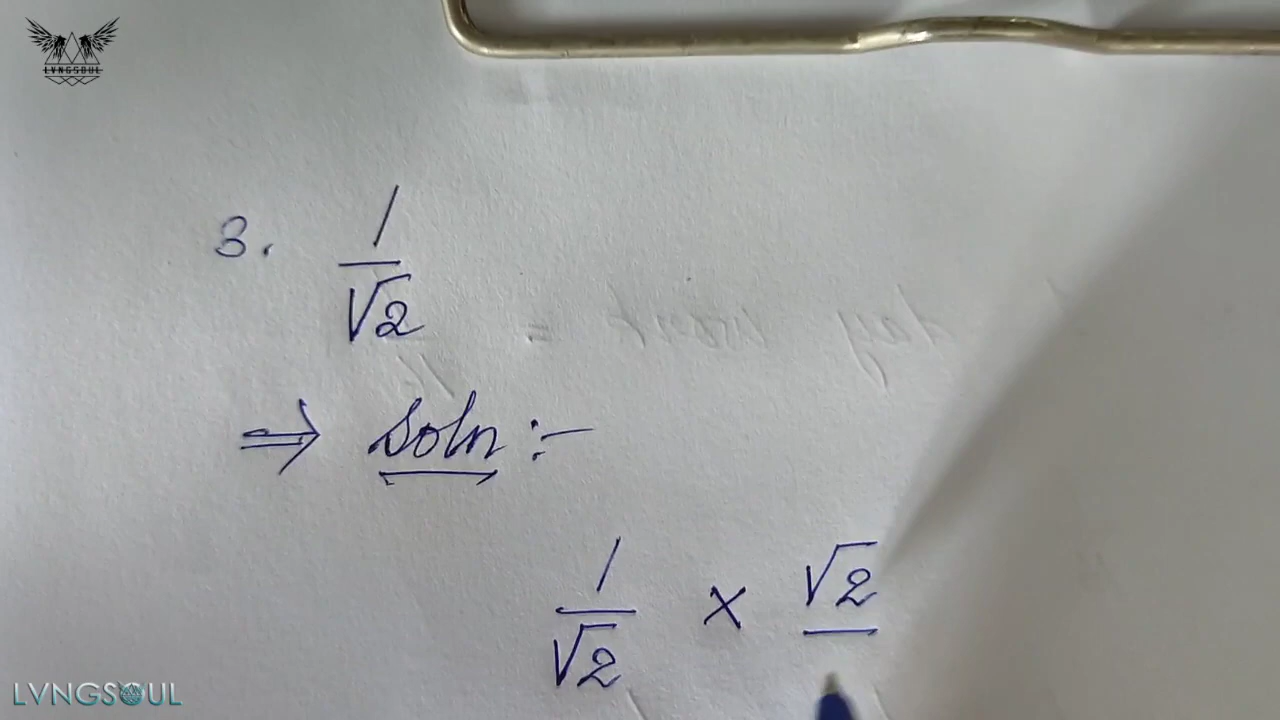 LVNGSOUL
3. 1/√2
⇒ Soln :-
1/√2 × √2/
LVNGSOUL